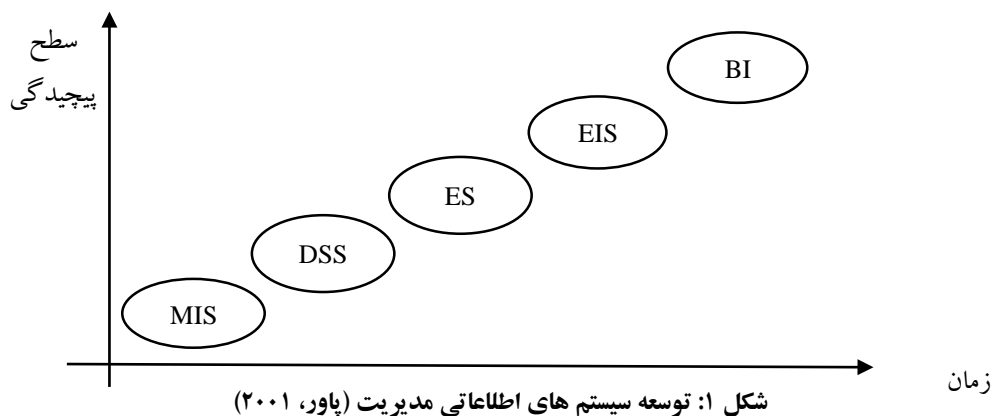 سطح
پیچیدگی
BI
EIS
ES
DSS
MIS
زمان
شکل ۱: توسعه سیستم های اطلاعاتی مدیریت (پاور، ۲۰۰۱)